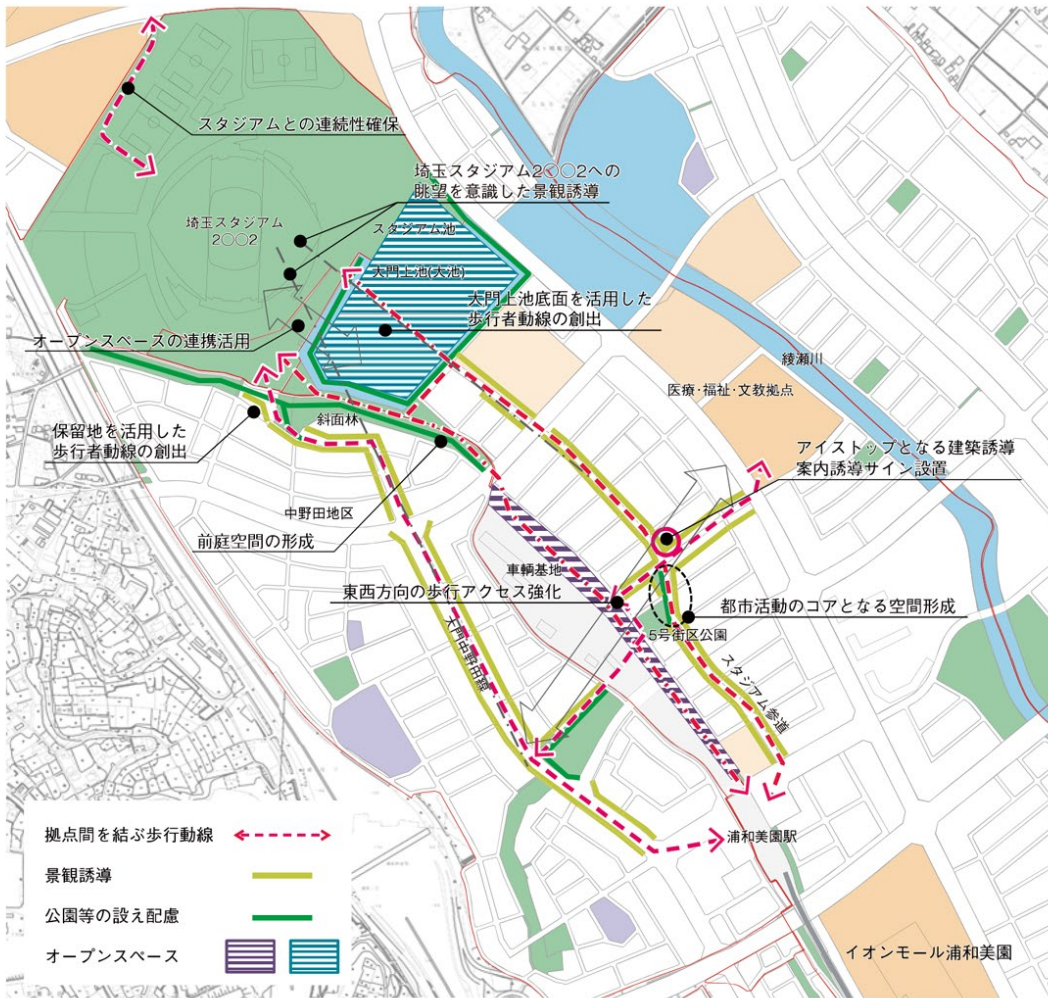 スタジアムとの連続性確保
埼玉スタジアム2○○2への
眺望を意識した景観誘導
埼玉スタジアム
2○○2
スタジアム池
大門上池(大池)
大門上池底面を活用した
歩行者動線の創出
オープンスペースの連携活用
綾瀬川
医療・福祉・文教拠点
斜面林
保留地を活用した
歩行者動線の創出
アイストップとなる建築誘導
案内誘導サイン設置
中野田地区
前庭空間の形成
車輌基地
東西方向の歩行アクセス強化
都市活動のコアとなる空間形成
5号街区公園
スタジアム参道
大門中野田線
浦和美園駅
拠点間を結ぶ歩行動線
景観誘導
公園等の設え配慮
オープンスペース
イオンモール浦和美園